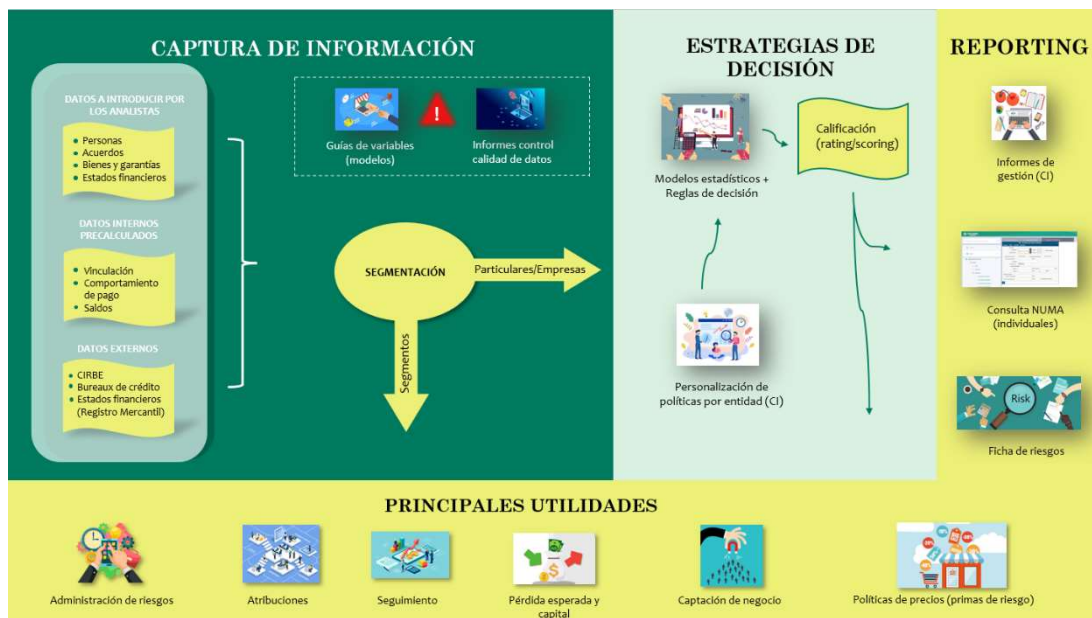 CAPTURA DE INFORMACIÓN
DATOS A INTRODUCIR POR
LOS ANALISTAS
Personas
Acuerdos
Bienes y garantías
Estados financieros
DATOS INTERNOS
PRECALCULADOS
Vinculación
Comportamiento
de pago
Saldos
DATOS EXTERNOS
CIRBE
Bureaux de crédito
Estados financieros
(Registro Mercantil)
!
Guías de variables
(modelos)
Informes control
calidad de datos
SEGMENTACIÓN
Particulares/Empresas
Segmentos
ESTRATEGIAS DE
DECISIÓN
Modelos estadísticos +
Reglas de decisión
Calificación
(rating/scoring)
Personalización de
políticas por entidad (CI)
REPORTING
Informes de
gestión (CI)
Consulta NUMA
(individuales)
Risk
Ficha de riesgos
PRINCIPALES UTILIDADES
Administración de riesgos
Atribuciones
Seguimiento
$
Pérdida esperada y
capital
Captación de negocio
Políticas de precios (primas de riesgo)